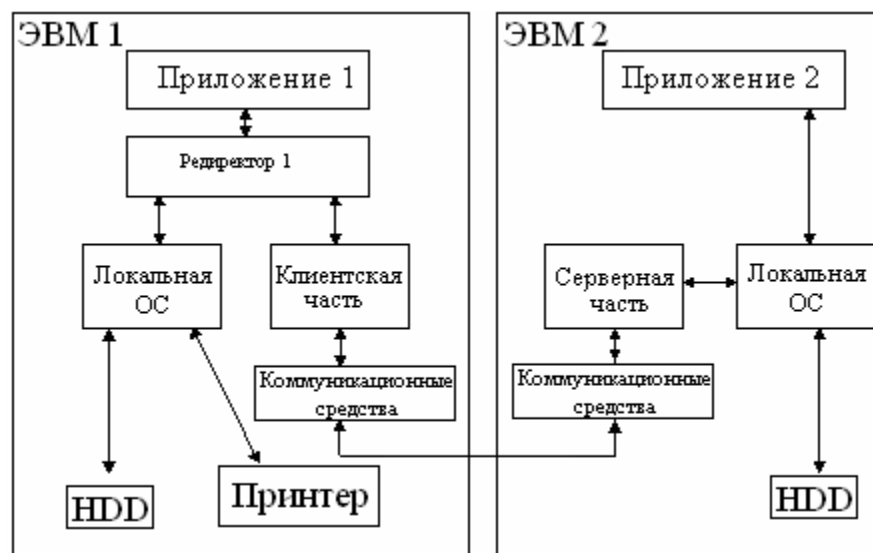 ЭВМ 1
Приложение 1
Редиректор 1
Локальная
ОС
Клиентская
часть
Коммуникационные
средства
HDD
Принтер
ЭВМ 2
Приложение 2
Серверная
часть
Локальная
ОС
Коммуникационные
средства
HDD